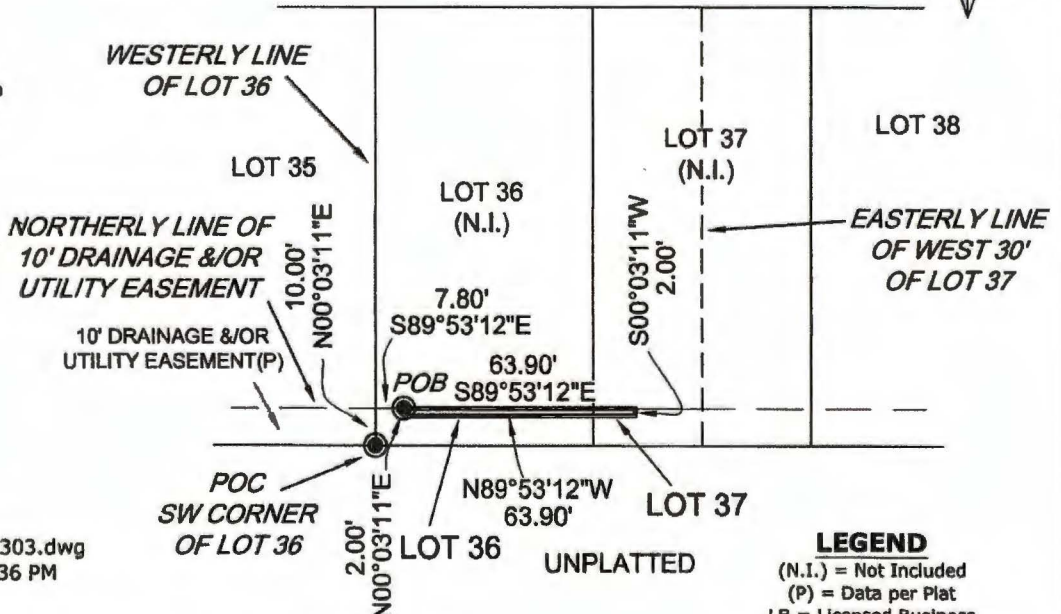 WESTERLY LINE
OF LOT 36
LOT 35
LOT 36
(N.I.)
LOT 37
(N.I.)
LOT 38
NORTHERLY LINE OF
10' DRAINAGE &/OR
UTILITY EASEMENT
10.00'
N00°03'11"E
10' DRAINAGE &/OR
UTILITY EASEMENT(P)
7.80'
S89°53'12"E
POB
63.90'
S89°53'12"E
S00°03'11"W
2.00'
EASTERLY LINE
OF WEST 30'
OF LOT 37
POC
SW CORNER
OF LOT 36
2.00'
N00°03'11"E
LOT 36
N89°53'12"W
63.90'
LOT 37
UNPLATTED
303.dwg
36 PM
LEGEND
(N.I.) = Not Included
(P) = Data per Plat
LB = Licensed Business